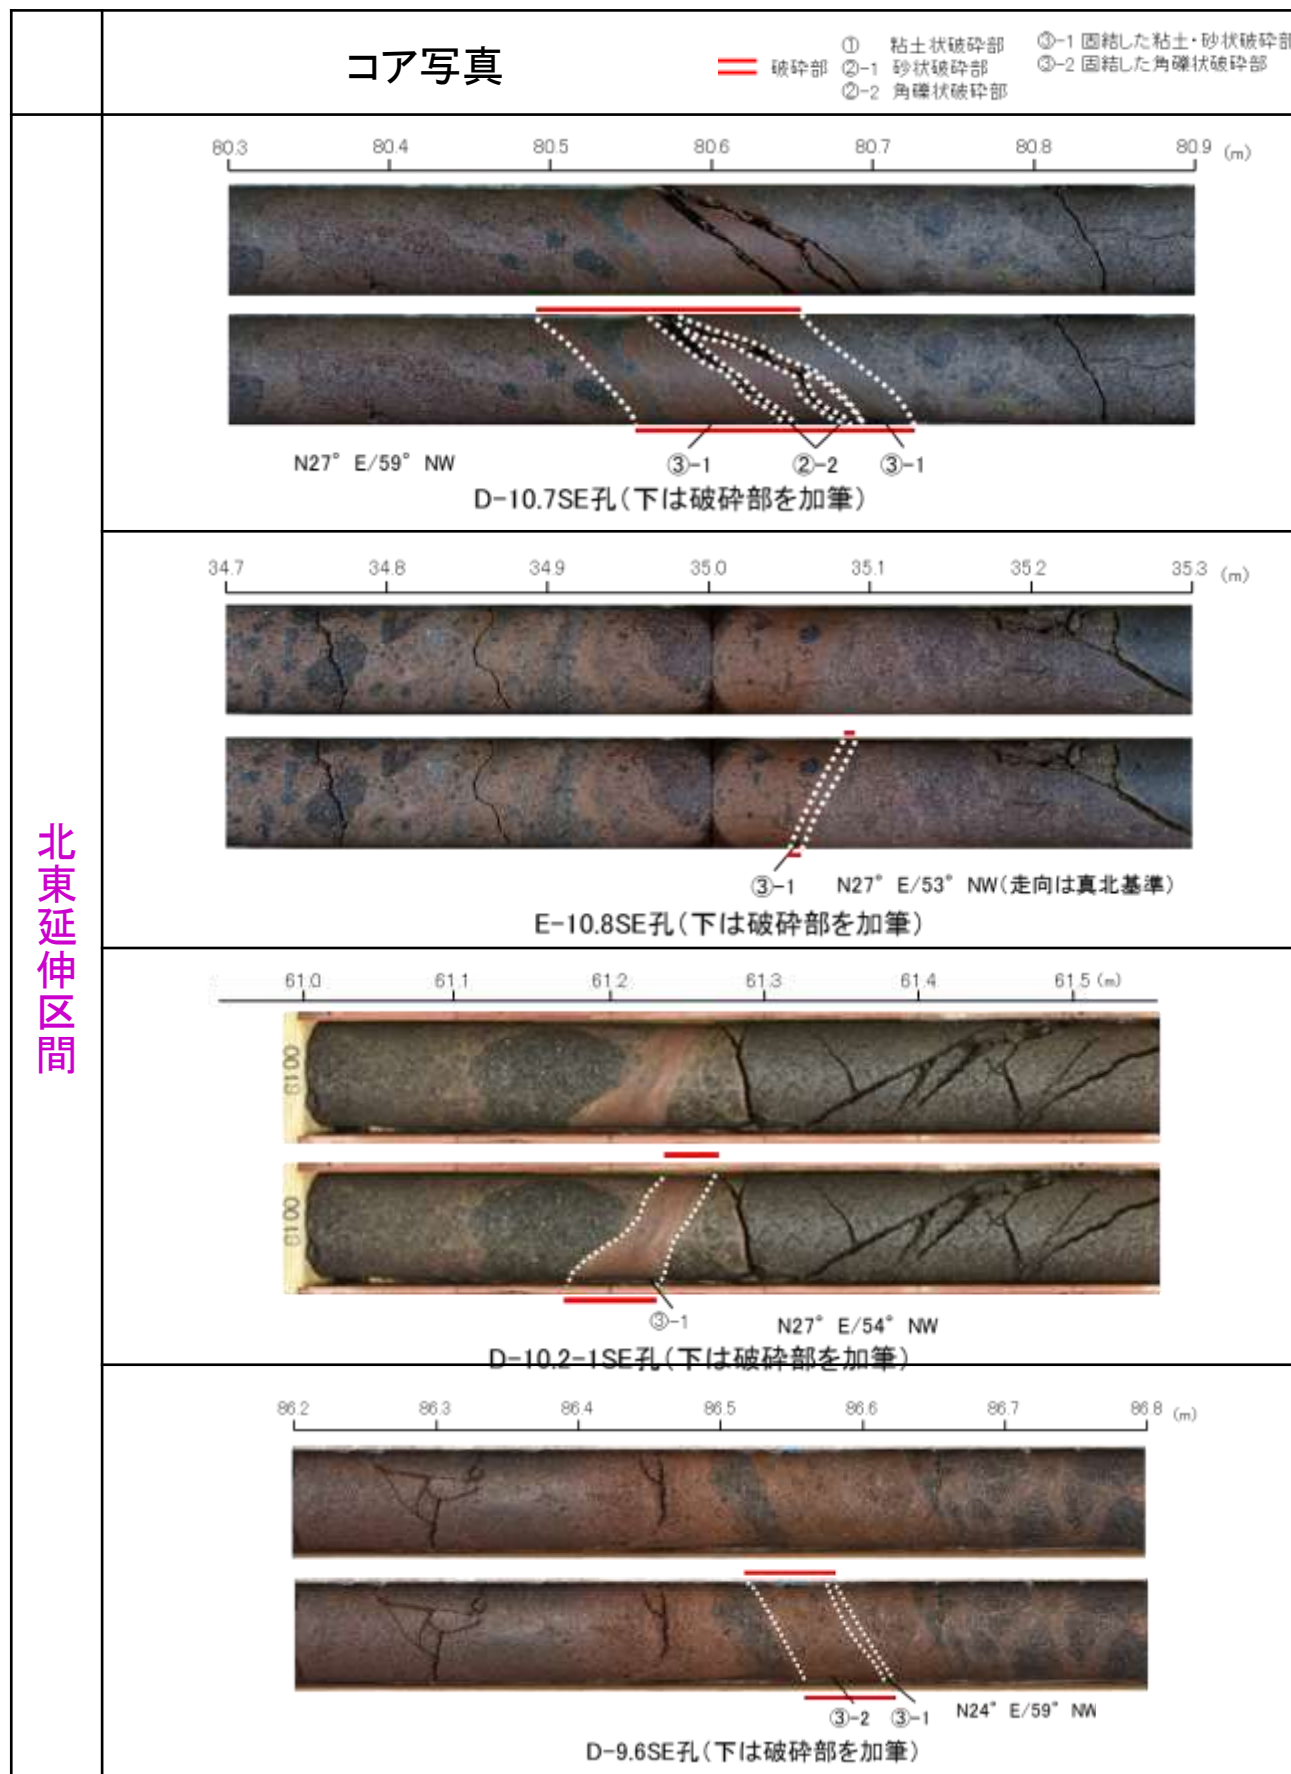 コア写真
破砕部
① 粘土状破砕部
②-1 砂状破砕部
②-2 角礫状破砕部
③-1 固結した粘土・砂状破砕部
③-2 固結した角礫状破砕部
北東延伸区間
80.3 80.4 80.5 80.6 80.7 80.8 80.9 (m)
N27° E/59° NW
③-1 ②-2 ③-1
D-10.7SE孔(下は破砕部を加筆)
34.7 34.8 34.9 35.0 35.1 35.2 35.3 (m)
③-1 N27° E/53° NW(走向は真北基準)
E-10.8SE孔(下は破砕部を加筆)
61.0 61.1 61.2 61.3 61.4 61.5 (m)
③-1 N27° E/54° NW
D-10.2-1SE孔(下は破砕部を加筆)
86.2 86.3 86.4 86.5 86.6 86.7 86.8 (m)
③-2 ③-1 N24° E/59° NW
D-9.6SE孔(下は破砕部を加筆)